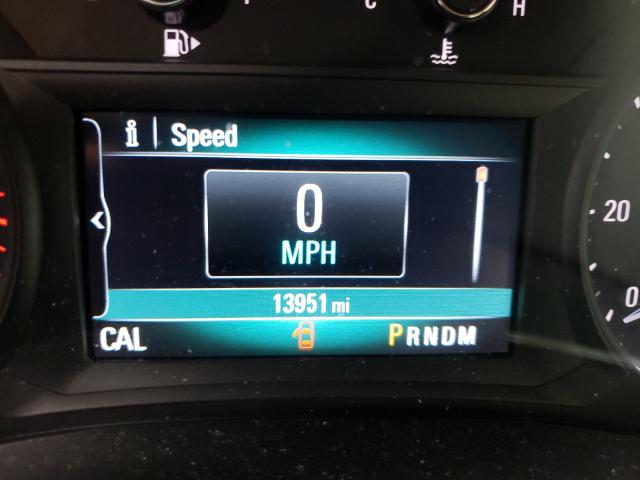 C H
i | Speed
0
MPH
13951 mi
CAL PRNDM
20
0